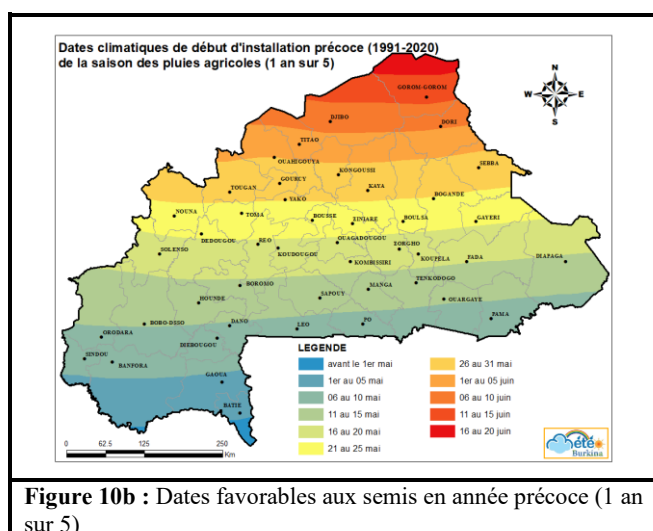 Dates climatiques de début d'installation précoce (1991-2020)
de la saison des pluies agricoles (1 an sur 5)
N
W E
S
GOROM-GOROM
DJIBO
DORI
TITAO
OUAHIGOUYA
SEBBA
KONGOUSSI
GOURCY
TOUGAN
KAYA
YAKO
BOGANDE
NOUNA
TOMA
BOUSSE
ZINIARE
BOULSA
GAYERI
DEDOUGOU
REO
OUAGADOUGOU
SOLENSO
KOUDOUGOU
ZORGHO
KOUPELA
KOMBISSIRI
FADA
DIAPAGA
BOROMO
TENKODOGO
MANGA
HOUNDE
SAPOUY
OUARGAYE
BOBO-DISO
DANO
LEO
PO
PAMA
ORODARA
DIEBOUGOU
SINDOU
BANFORA
GAOUA
BATIE
LEGENDE
avant le 1er mai
1er au 05 mai
06 au 10 mai
11 au 15 mai
16 au 20 mai
21 au 25 mai
26 au 31 mai
1er au 05 juin
06 au 10 juin
11 au 15 juin
16 au 20 juin
0 62.5 125 250
Km
météo
Burkina
Figure 10b : Dates favorables aux semis en année précoce (1 an
sur 5)